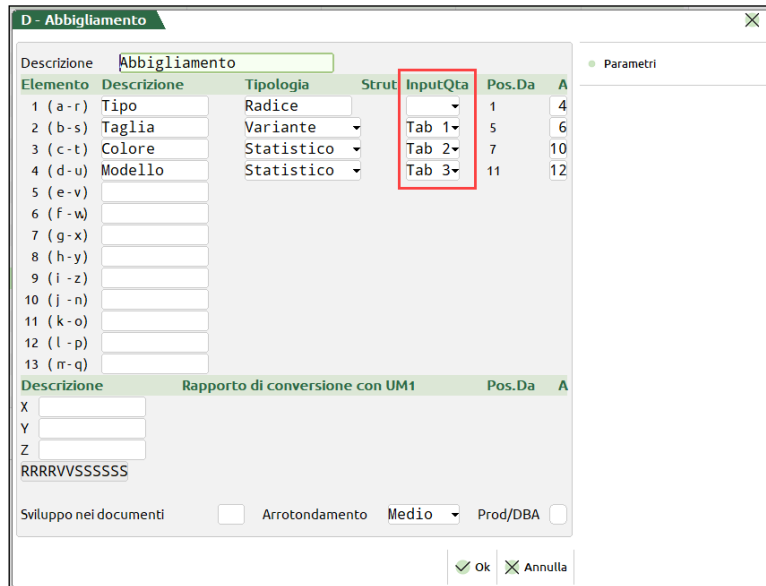 D - Abbigliamento
Descrizione Abbigliamento
Parametri
Elemento Descrizione Tipologia Strut InputQta Pos.Da A
1 (a-r) Tipo Radice 1 4
2 (b-s) Taglia Variante Tab 1 5 6
3 (c-t) Colore Statistico Tab 2 7 10
4 (d-u) Modello Statistico Tab 3 11 12
5 (e-v)
6 (f-w)
7 (g-x)
8 (h-y)
9 (i-z)
10 (j-n)
11 (k-o)
12 (l-p)
13 (m-q)
Descrizione Rapporto di conversione con UM1 Pos.Da A
X
Y
Z
RRRRVVSSSSSS
Sviluppo nei documenti Arrotondamento Medio Prod/DBA
Ok Annulla